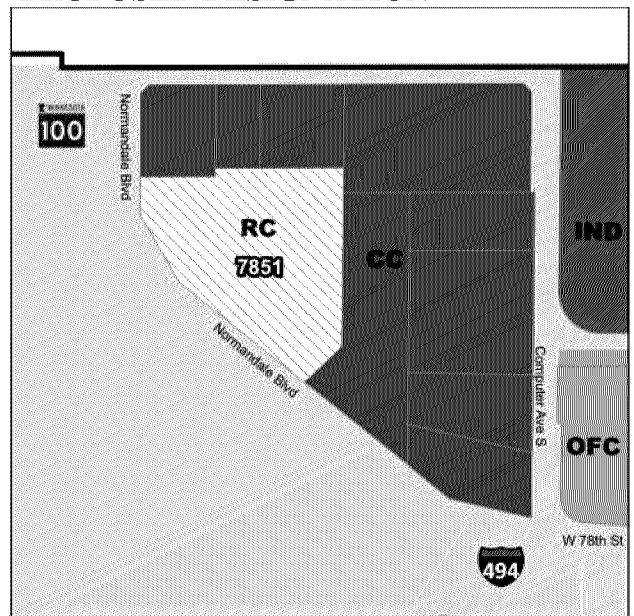 100
Normandale Blvd
RC
7851
CC
IND
Normandale Blvd
Computer Ave S
OFC
W 78th St
494